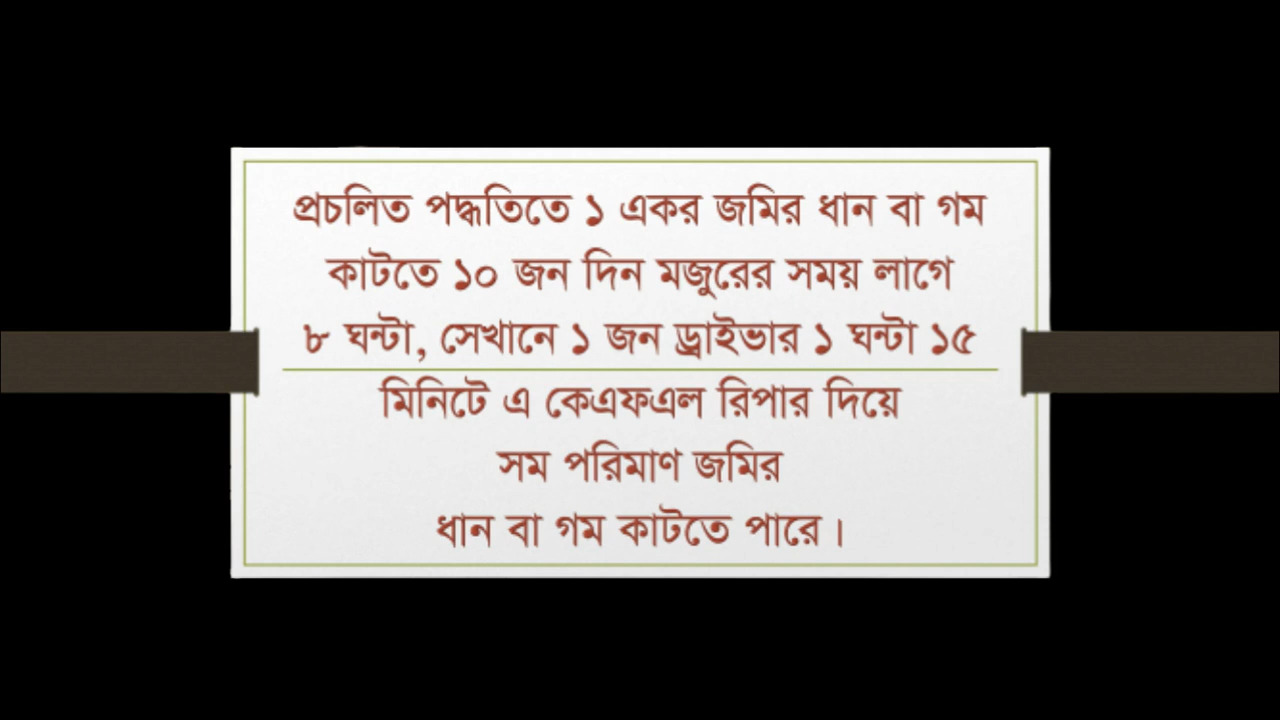 প্রচলিত পদ্ধতিতে ১ একর জমির ধান বা গম
কাটতে ১০ জন দিন মজুরের সময় লাগে
৮ ঘন্টা, সেখানে ১ জন ড্রাইভার ১ ঘন্টা ১৫
মিনিটে এ কেএফএল রিপার দিয়ে
সম পরিমাণ জমির
ধান বা গম কাটতে পারে।